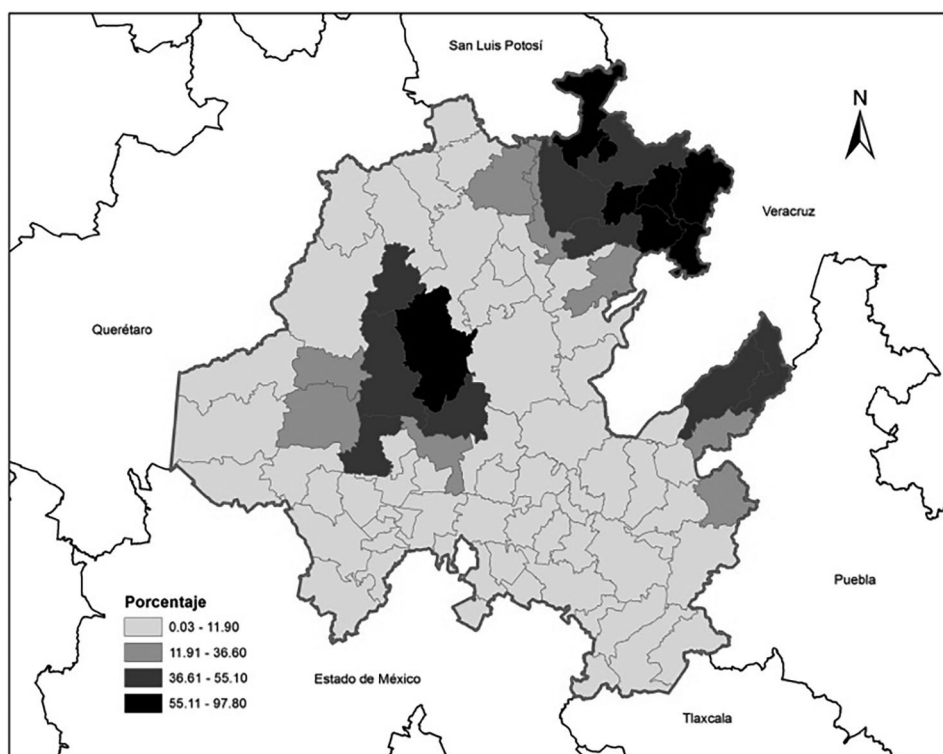 San Luis Potosí
N
Veracruz
Querétaro
Puebla
Porcentaje
0.03 - 11.90
11.91 - 36.60
36.61 - 55.10
55.11 - 97.80
Estado de México
Tlaxcala